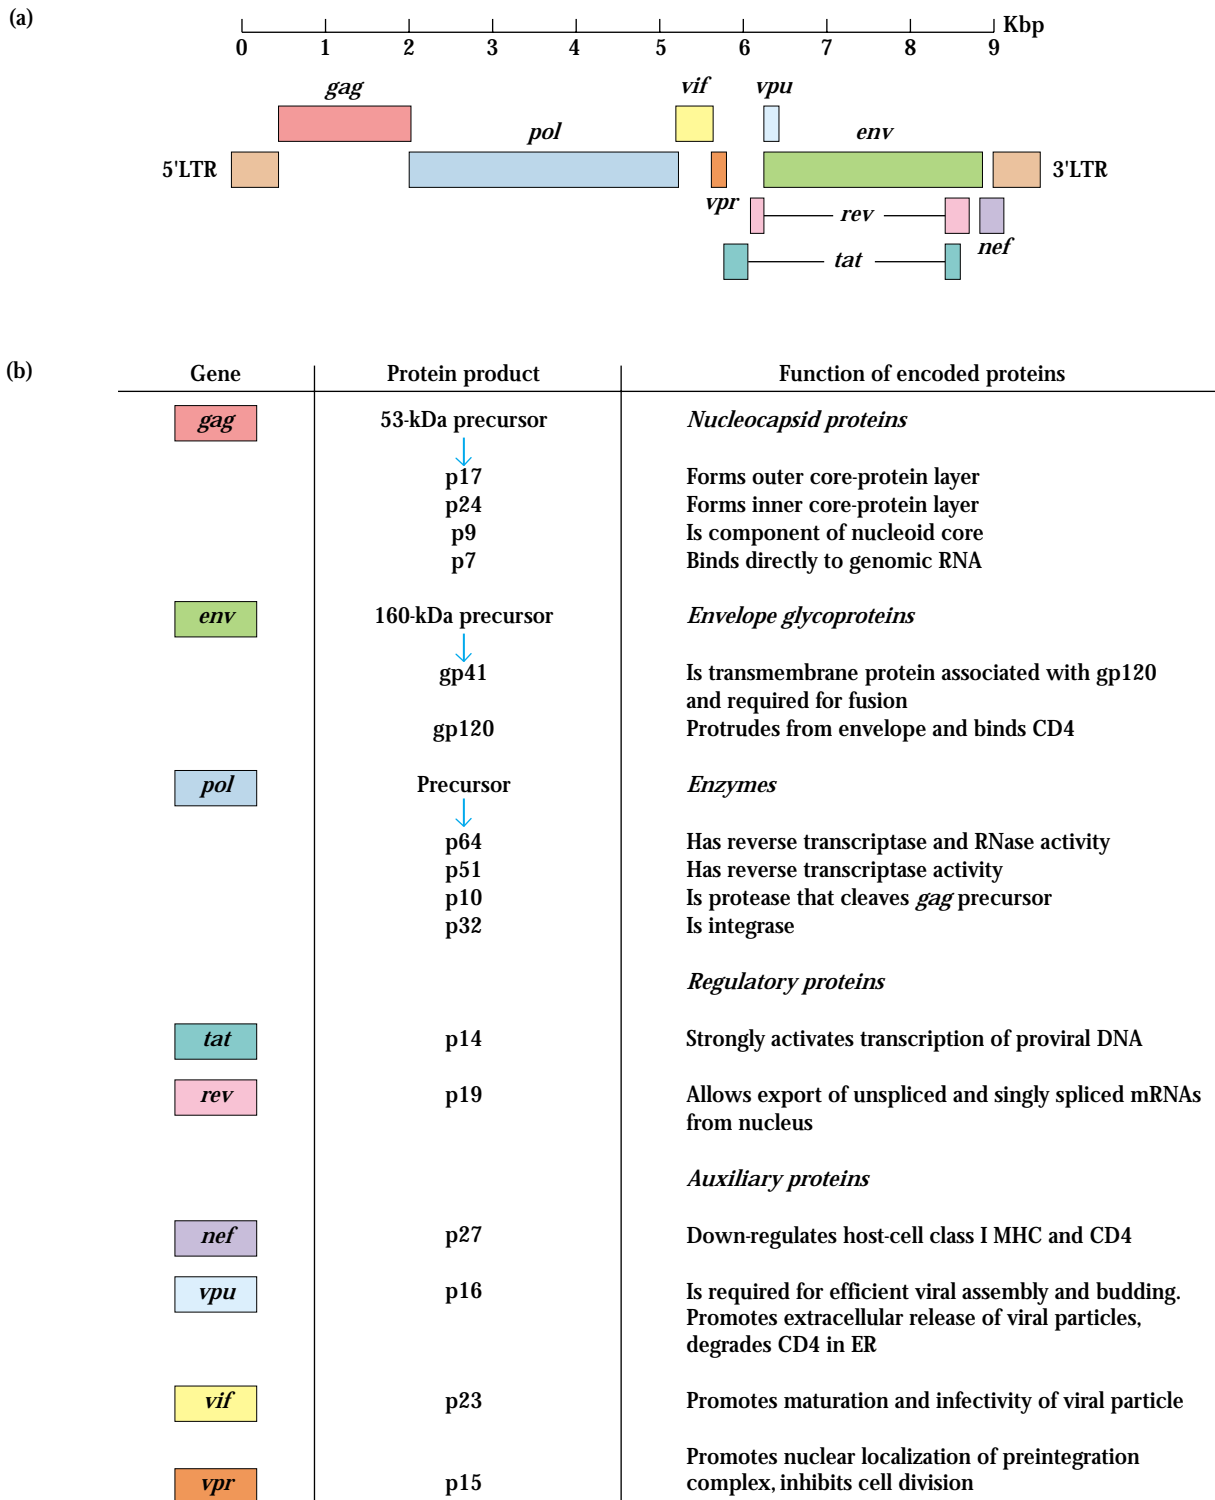 (a)
Kbp
0 1 2 3 4 5 6 7 8 9
gag
vif
vpu
pol
env
5'LTR
3'LTR
vpr
rev
nef
tat
(b)
Gene Protein product Function of encoded proteins
gag 53-kDa precursor Nucleocapsid proteins
p17 Forms outer core-protein layer
p24 Forms inner core-protein layer
p9 Is component of nucleoid core
p7 Binds directly to genomic RNA
env 160-kDa precursor Envelope glycoproteins
gp41 Is transmembrane protein associated with gp120
and required for fusion
gp120 Protrudes from envelope and binds CD4
pol Precursor Enzymes
p64 Has reverse transcriptase and RNase activity
p51 Has reverse transcriptase activity
p10 Is protease that cleaves gag precursor
p32 Is integrase
Regulatory proteins
tat p14 Strongly activates transcription of proviral DNA
rev p19 Allows export of unspliced and singly spliced mRNAs
from nucleus
Auxiliary proteins
nef p27 Down-regulates host-cell class I MHC and CD4
vpu p16 Is required for efficient viral assembly and budding.
Promotes extracellular release of viral particles,
degrades CD4 in ER
vif p23 Promotes maturation and infectivity of viral particle
Promotes nuclear localization of preintegration
vpr p15 complex, inhibits cell division